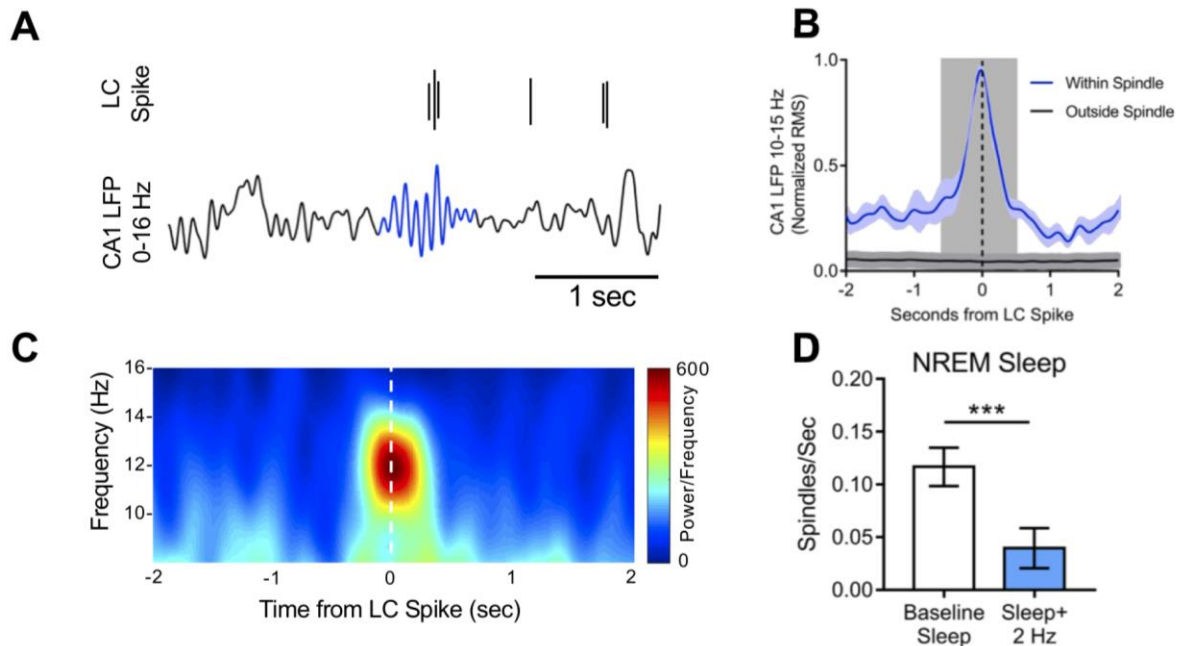 A
LC
Spike
CA1 LFP
0-16 Hz
1 sec
B
CA1 LFP 10-15 Hz
(Normalized RMS)
1.0
0.5
0.0
-2
-1
0
1
2
Seconds from LC Spike
Within Spindle
Outside Spindle
C
Frequency (Hz)
16
14
12
10
-2
-1
0
1
2
Time from LC Spike (sec)
600
0
Power/Frequency
D
NREM Sleep
***
Spindles/Sec
0.20
0.15
0.10
0.05
0.00
Baseline
Sleep
Sleep+
2 Hz